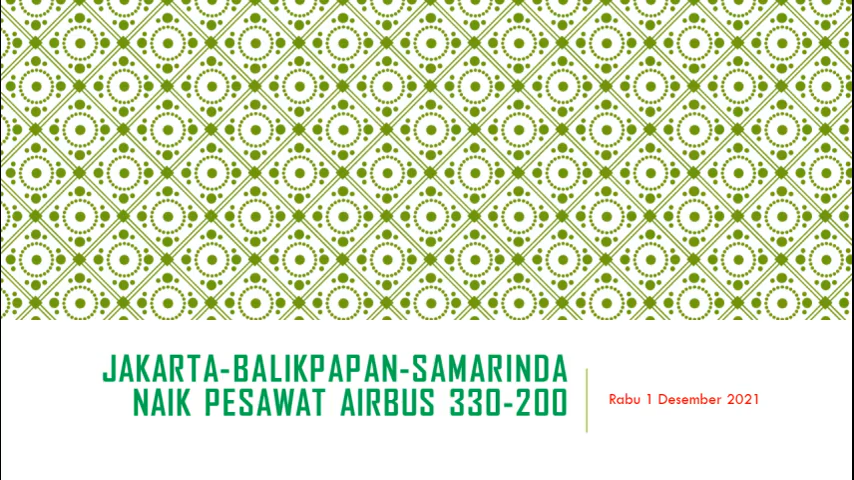 JAKARTA-BALIKPAPAN-SAMARINDA
NAIK PESAWAT AIRBUS 330-200
Rabu 1 Desember 2021